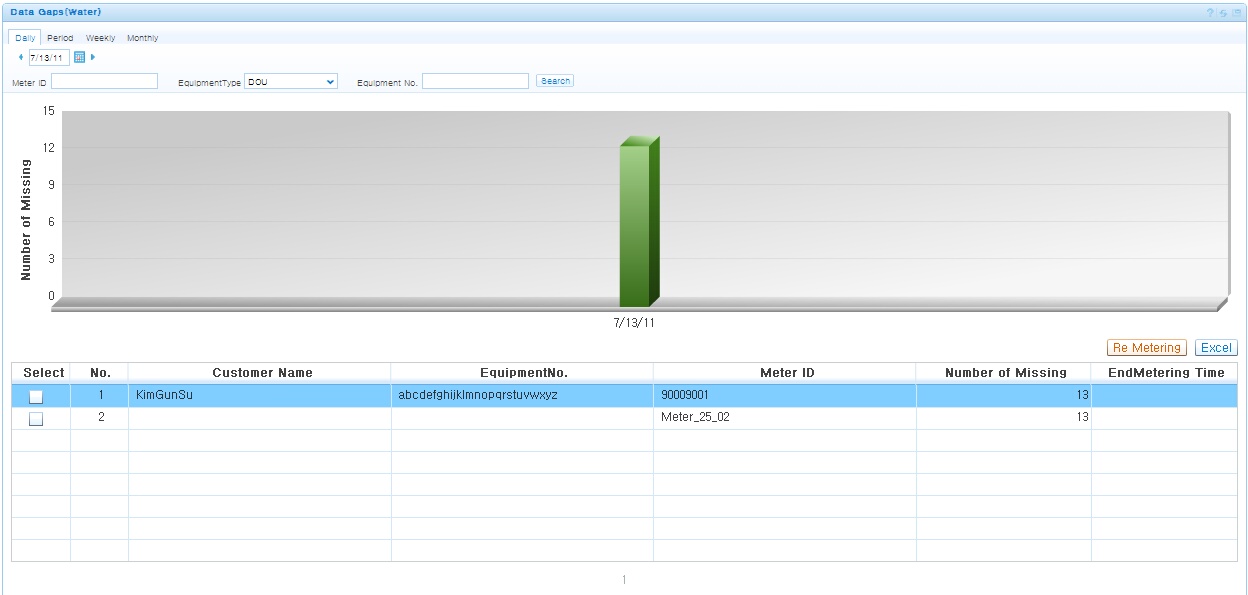 Data Gaps(Water)
?
Daily Period Weekly Monthly
7/13/11
Meter ID EquipmentType DOU Equipment No. Search
15
12
9
6
3
0
Number of Missing
7/13/11
Re Metering Excel
Select No. Customer Name EquipmentNo. Meter ID Number of Missing EndMetering Time
1 KimGunSu abcdefghijklmnopqrstuvwxyz 90009001 13
2 Meter_25_02 13
1